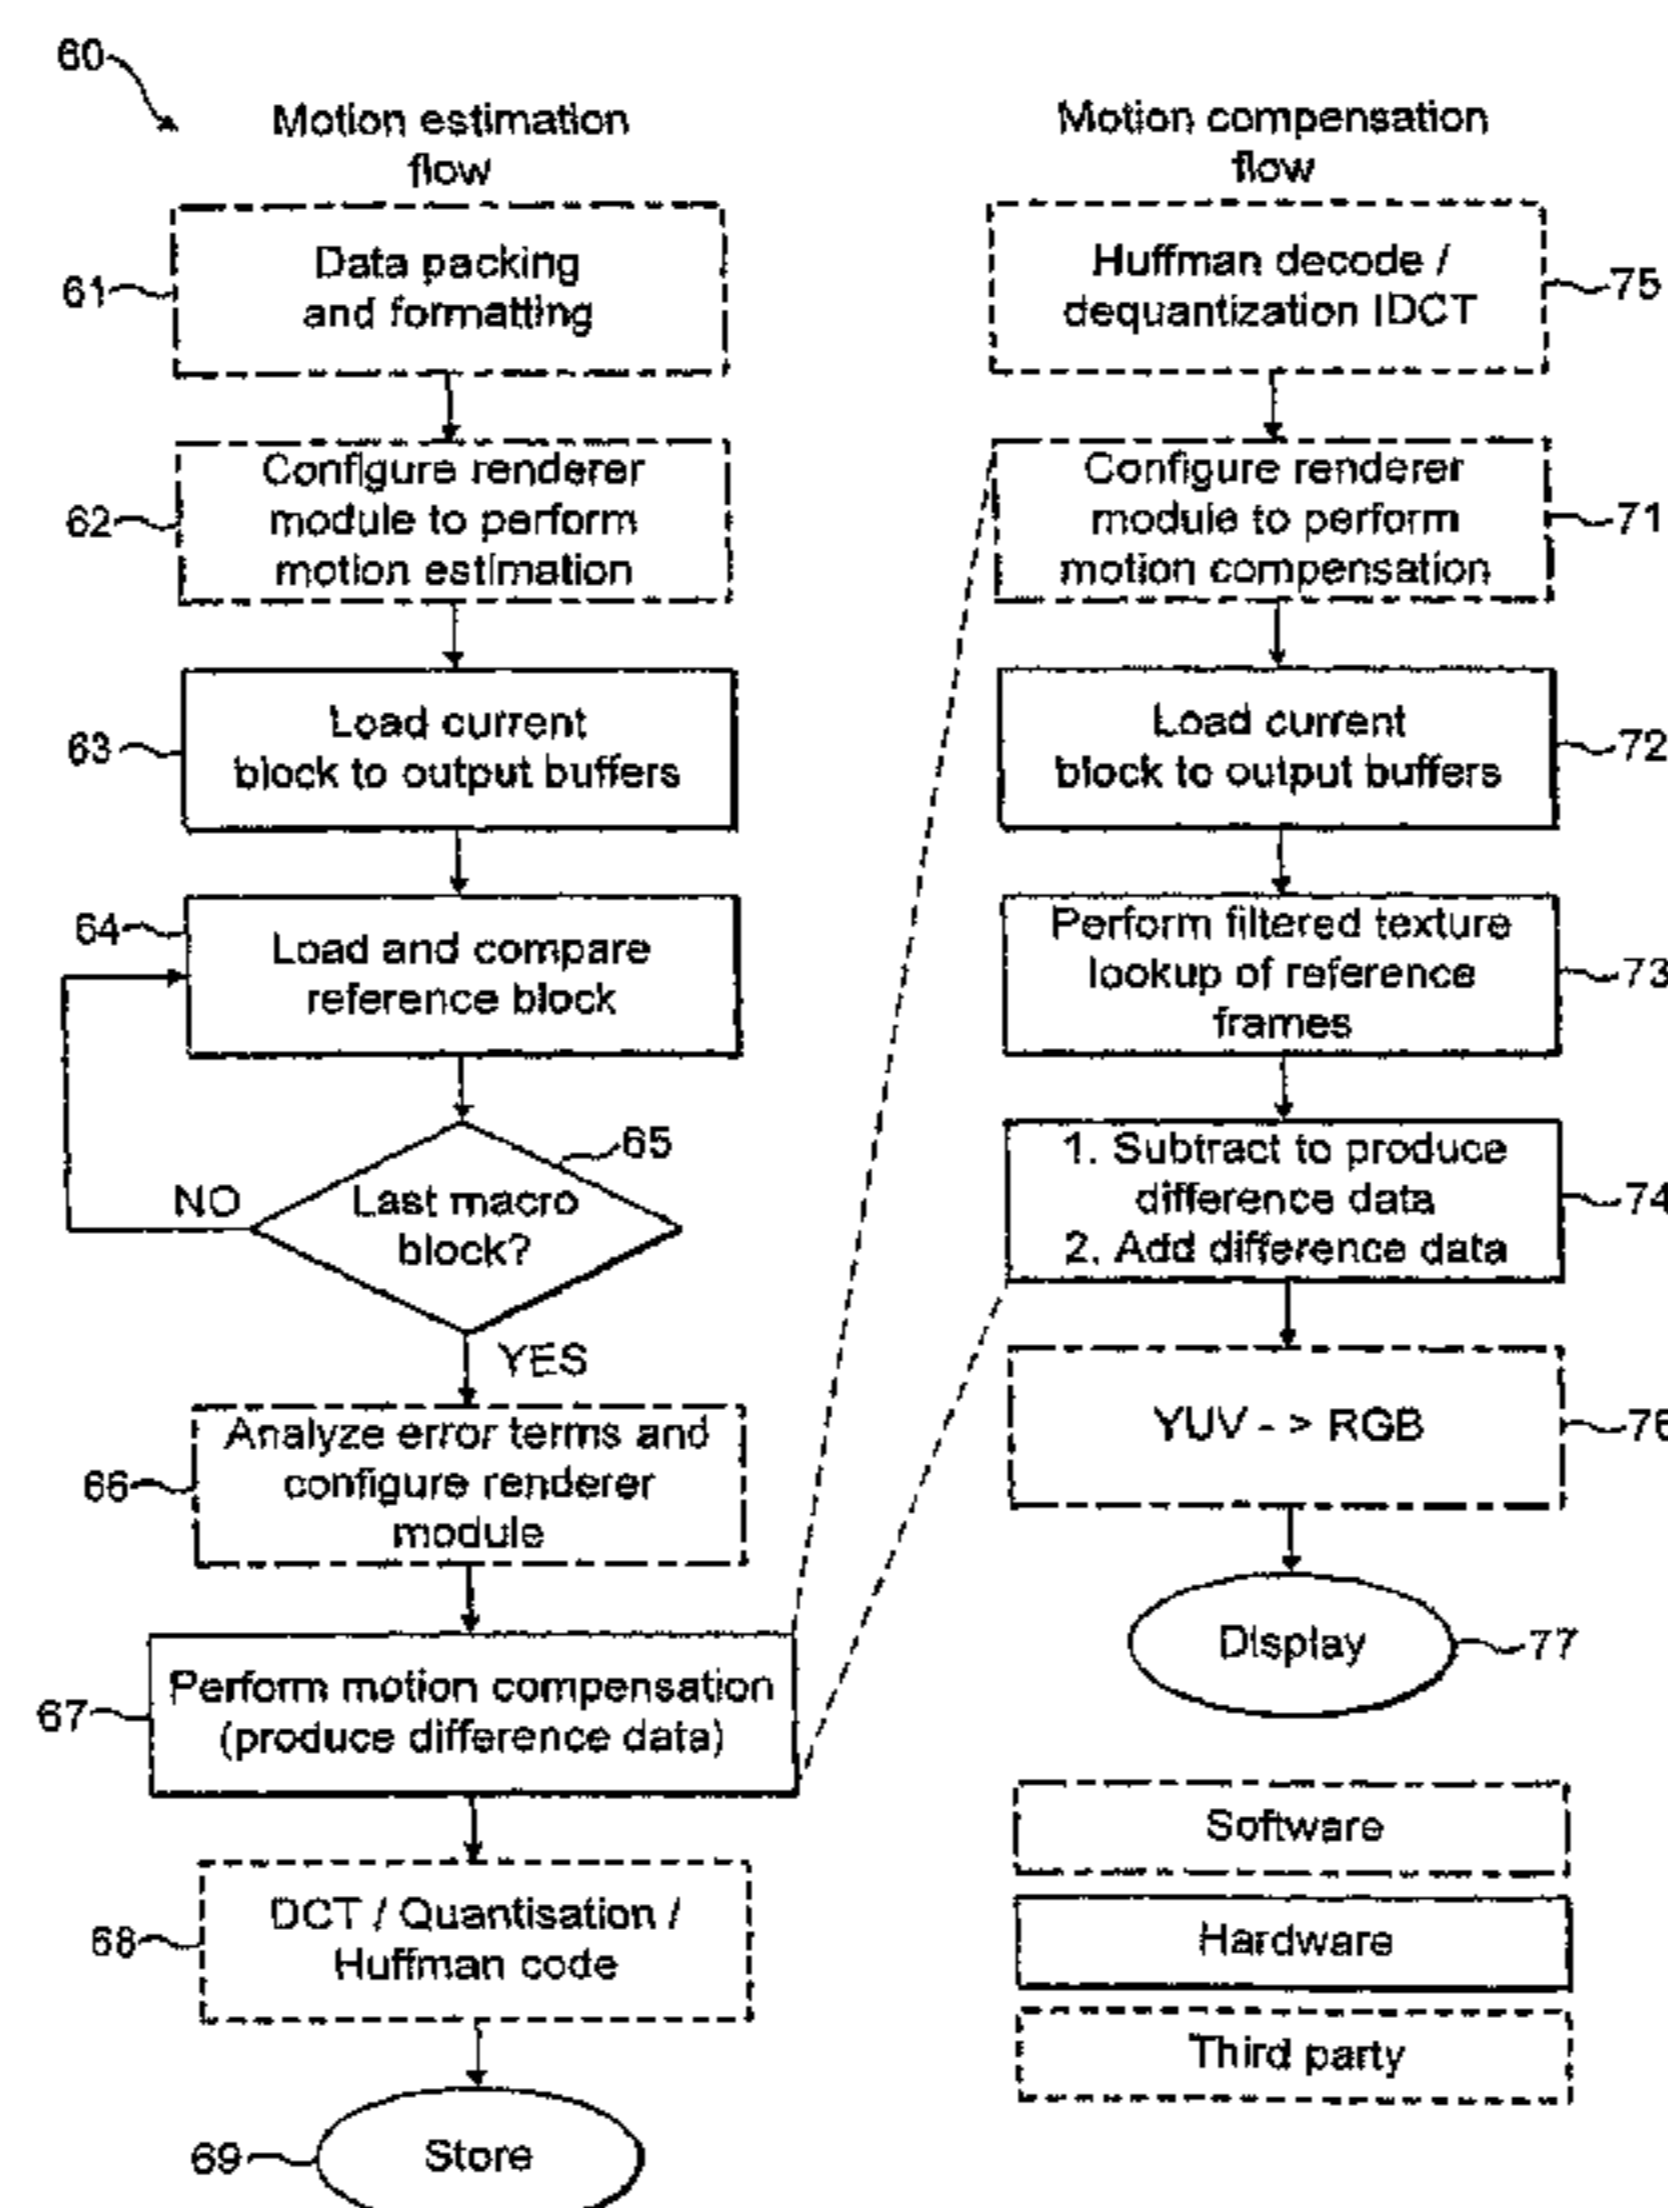 60
Motion estimation
flow
61
Data packing
and formatting
62
Configure renderer
module to perform
motion estimation
63
Load current
block to output buffers
64
Load and compare
reference block
65
NO
Last macro
block?
YES
66
Analyze error terms and
configure renderer
module
67
Perform motion compensation
(produce difference data)
68
DCT / Quantisation /
Huffman code
69
Store
Motion compensation
flow
Huffman decode /
dequantization IDCT
75
Configure renderer
module to perform
motion compensation
71
Load current
block to output buffers
72
Perform filtered texture
lookup of reference
frames
73
1. Subtract to produce
difference data
2. Add difference data
74
YUV - > RGB
76
Display
77
Software
Hardware
Third party